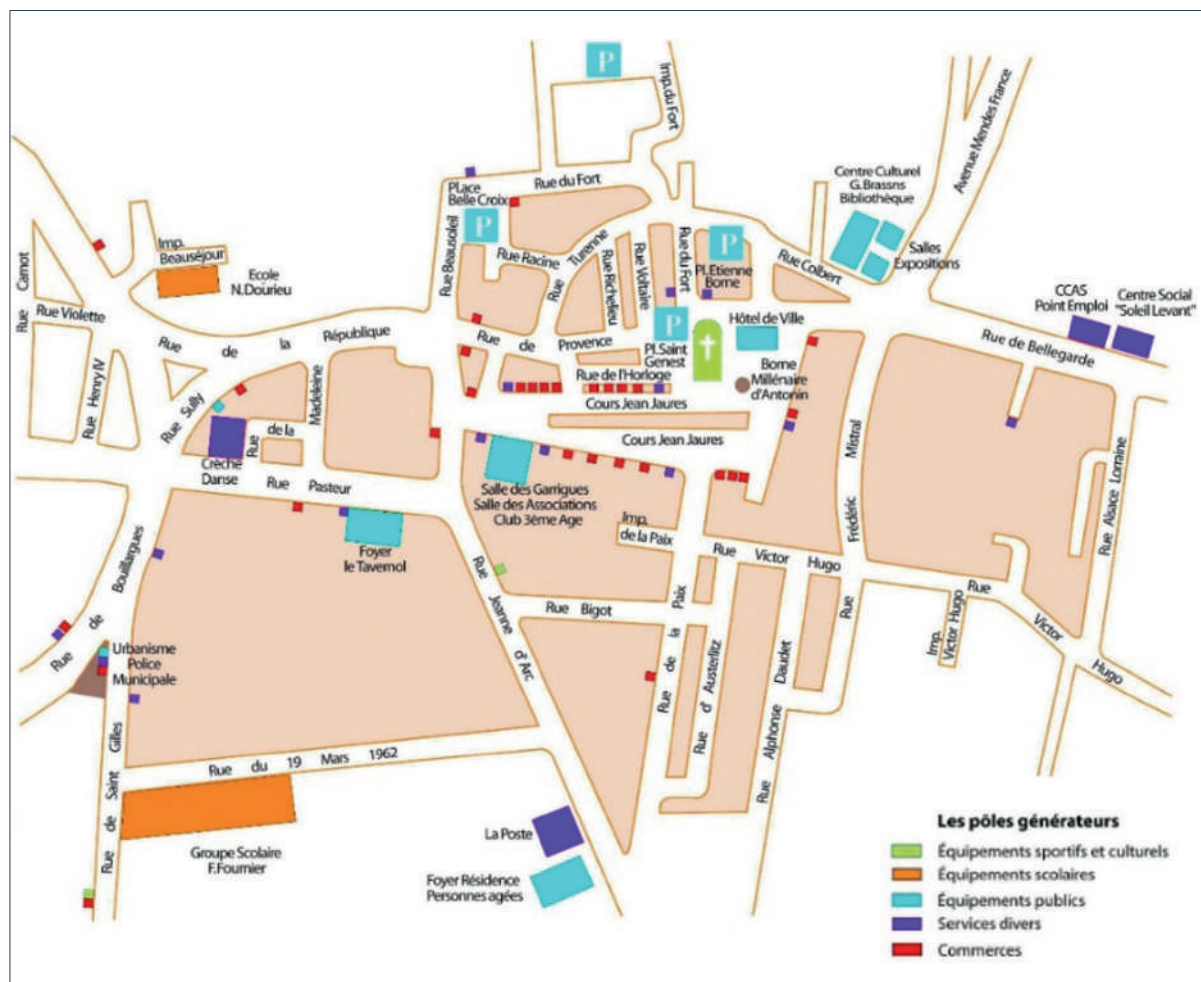 P
Imp. du Fort
Avenue Mendes France
Rue du Fort
Place
Belle Croix
P
Centre Culturel
G.Brassns
Bibliothèque
Salles
Expositions
Imp.
Beauséjour
Ecole
N.Dourieu
Rue Carnot
Rue Violette
Rue Henry IV
Rue de la République
Rue Beausoleil
Rue Racine
Rue Turenne
Rue Richelieu
Rue Voltaire
Rue du Fort
P
Pl.Etienne
Borne
Rue Colbert
CCAS
Point Emploi
Centre Social
"Soleil Levant"
Rue de Bellegarde
P
Pl.Saint
Genest
Hôtel de Ville
Rue de Provence
Rue de l'Horloge
Borne
Millénaire
d'Antonin
Cours Jean Jaures
Cours Jean Jaures
Rue Sully
Rue de la Madeleine
Crèche
Danse
Rue Pasteur
Salle des Garrigues
Salle des Associations
Club 3ème Age
Foyer
le Tavernol
Imp.
de la Paix
Rue Frédéric Mistral
Rue Alsace Lorraine
Rue Victor Hugo
Rue Victor Hugo
Imp.
Victor Hugo
Rue de Bouillargues
Rue Jeanne d'Arc
Rue Bigot
Rue de la Paix
Rue d' Austerlitz
Rue Alphonse Daudet
Urbanisme
Police
Municipale
Rue de Saint Gilles
Rue du 19 Mars 1962
Groupe Scolaire
F.Fournier
La Poste
Foyer Résidence
Personnes agées
Les pôles générateurs
Équipements sportifs et culturels
Équipements scolaires
Équipements publics
Services divers
Commerces